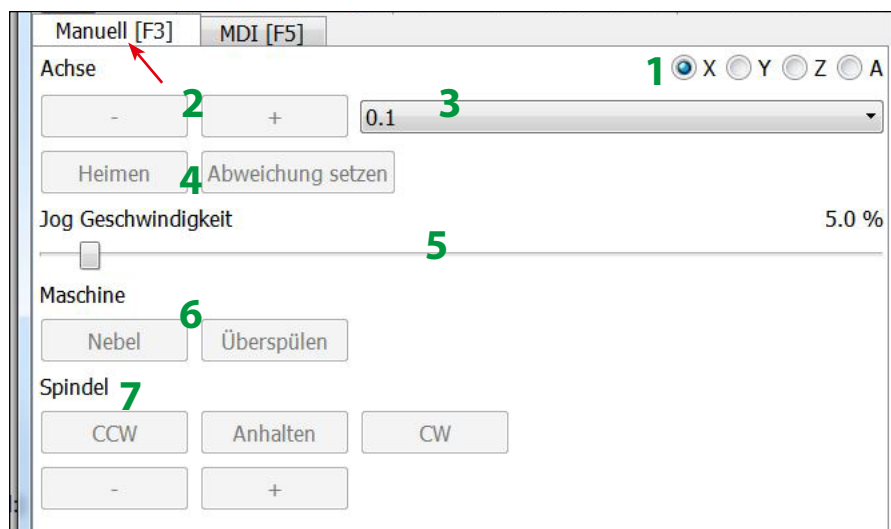 Manuell [F3] MDI [F5]
Achse 1 X Y Z A
- 2 + 0.1 3
Heimen 4 Abweichung setzen
Jog Geschwindigkeit 5.0 %
5
Maschine
6
Nebel Überspülen
Spindel 7
CCW Anhalten CW
- +